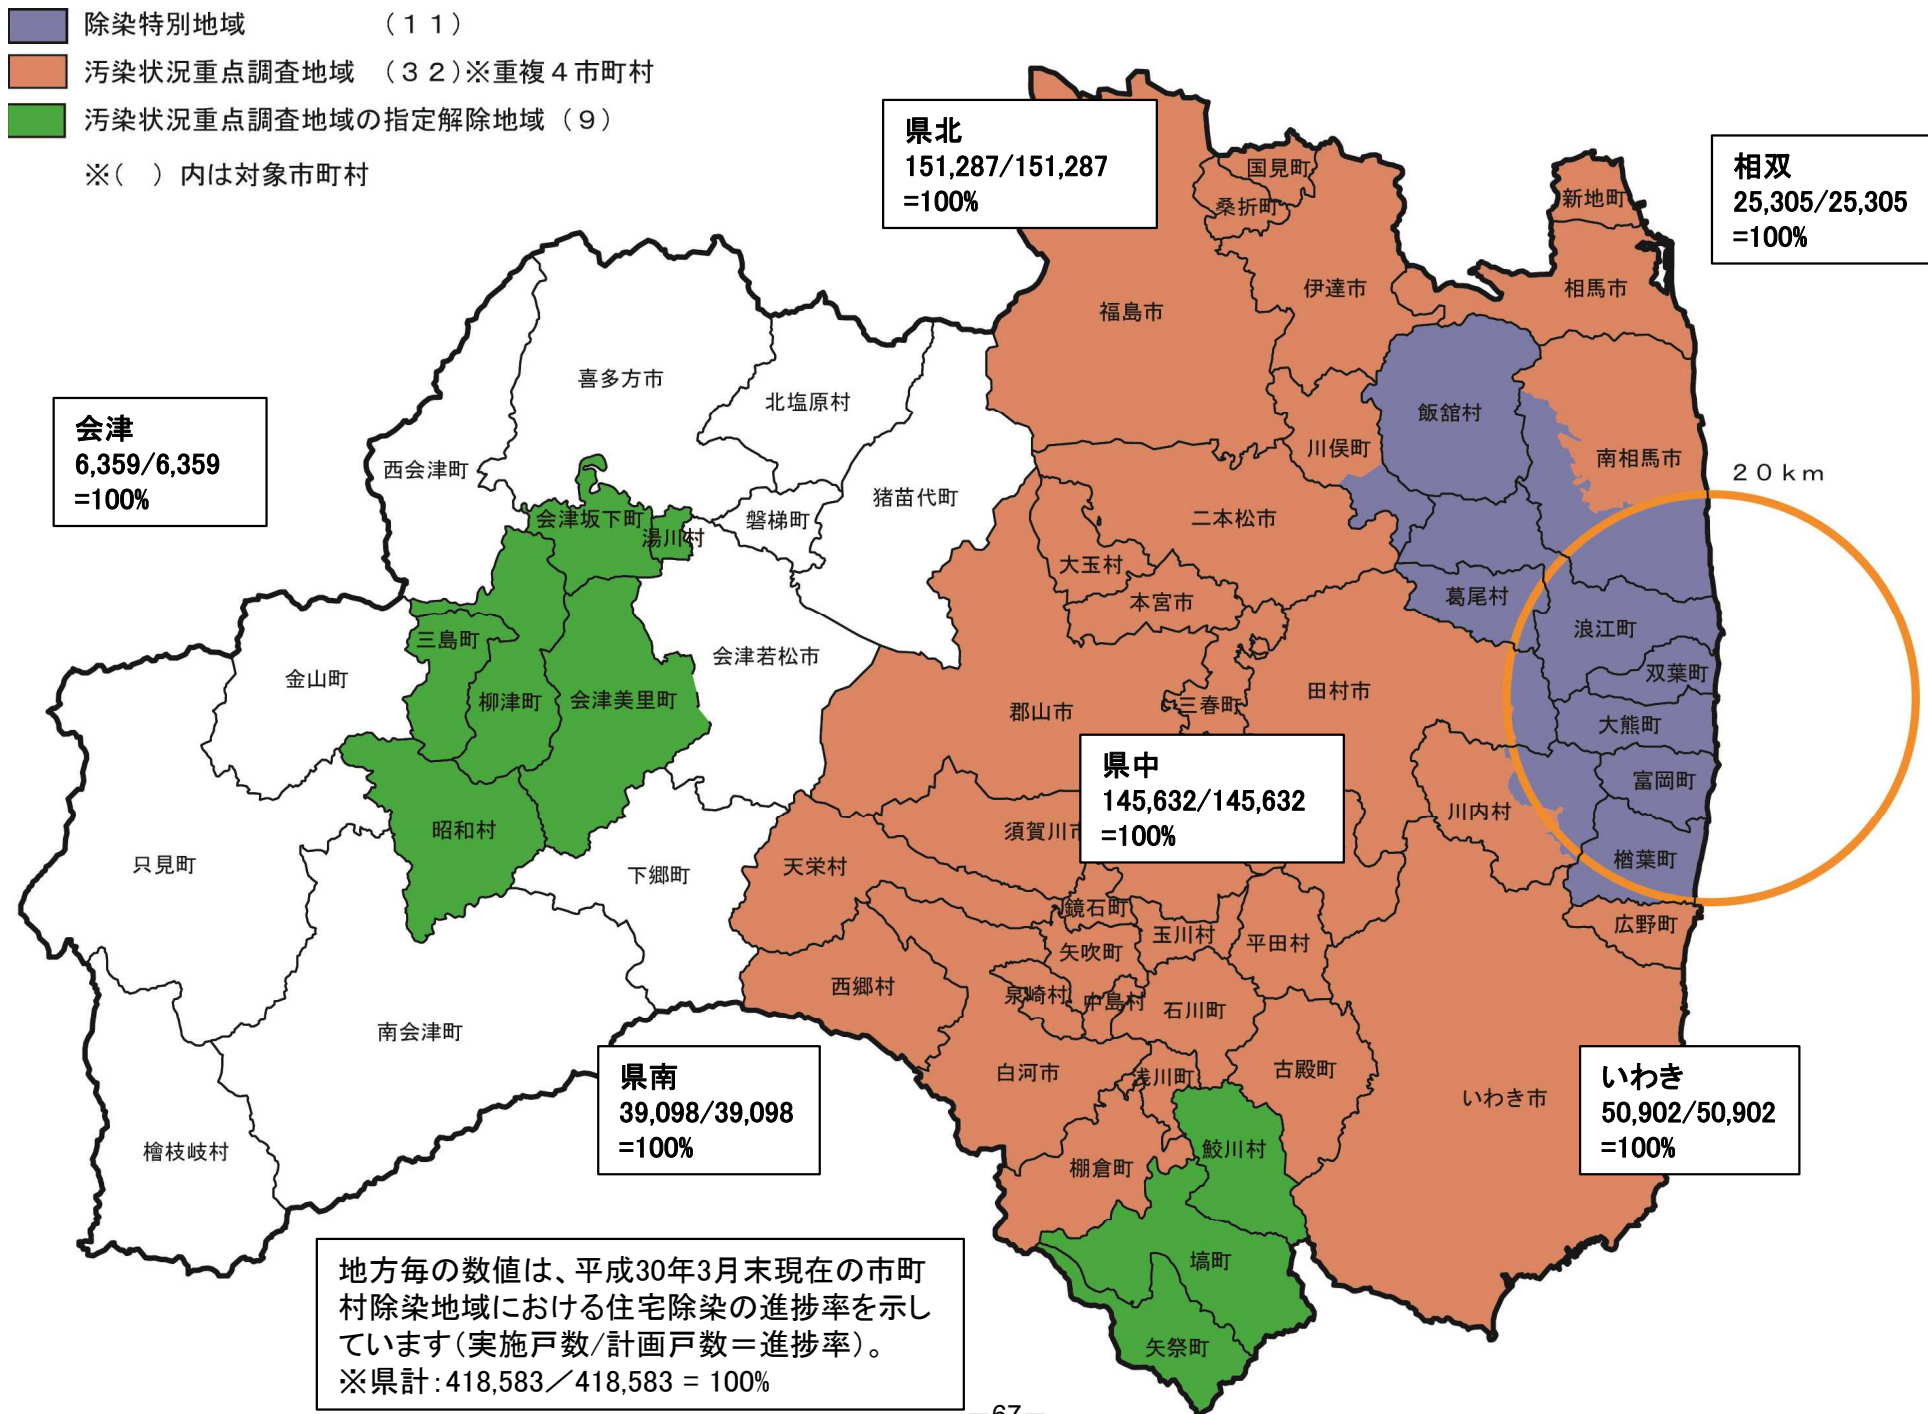 除染特別地域 (11)
汚染状況重点調査地域 (32)※重複4市町村
汚染状況重点調査地域の指定解除地域 (9)
※( ) 内は対象市町村
県北
151,287/151,287
=100%
相双
25,305/25,305
=100%
会津
6,359/6,359
=100%
県中
145,632/145,632
=100%
県南
39,098/39,098
=100%
いわき
50,902/50,902
=100%
20km
国見町
桑折町
新地町
伊達市
相馬市
福島市
喜多方市
北塩原村
飯舘村
川俣町
南相馬市
西会津町
猪苗代町
磐梯町
会津坂下町
湯川村
二本松市
大玉村
本宮市
葛尾村
浪江町
三島町
金山町
会津若松市
柳津町
会津美里町
双葉町
田村市
三春町
郡山市
大熊町
富岡町
川内村
昭和村
須賀川市
只見町
下郷町
天栄村
楢葉町
鏡石町
広野町
玉川村
平田村
矢吹町
西郷村
泉崎村
中島村
石川町
南会津町
白河市
浅川町
古殿町
いわき市
檜枝岐村
鮫川村
棚倉町
塙町
矢祭町
地方毎の数値は、平成30年3月末現在の市町
村除染地域における住宅除染の進捗率を示し
ています(実施戸数/計画戸数=進捗率)。
※県計:418,583/418,583 = 100%
-67-